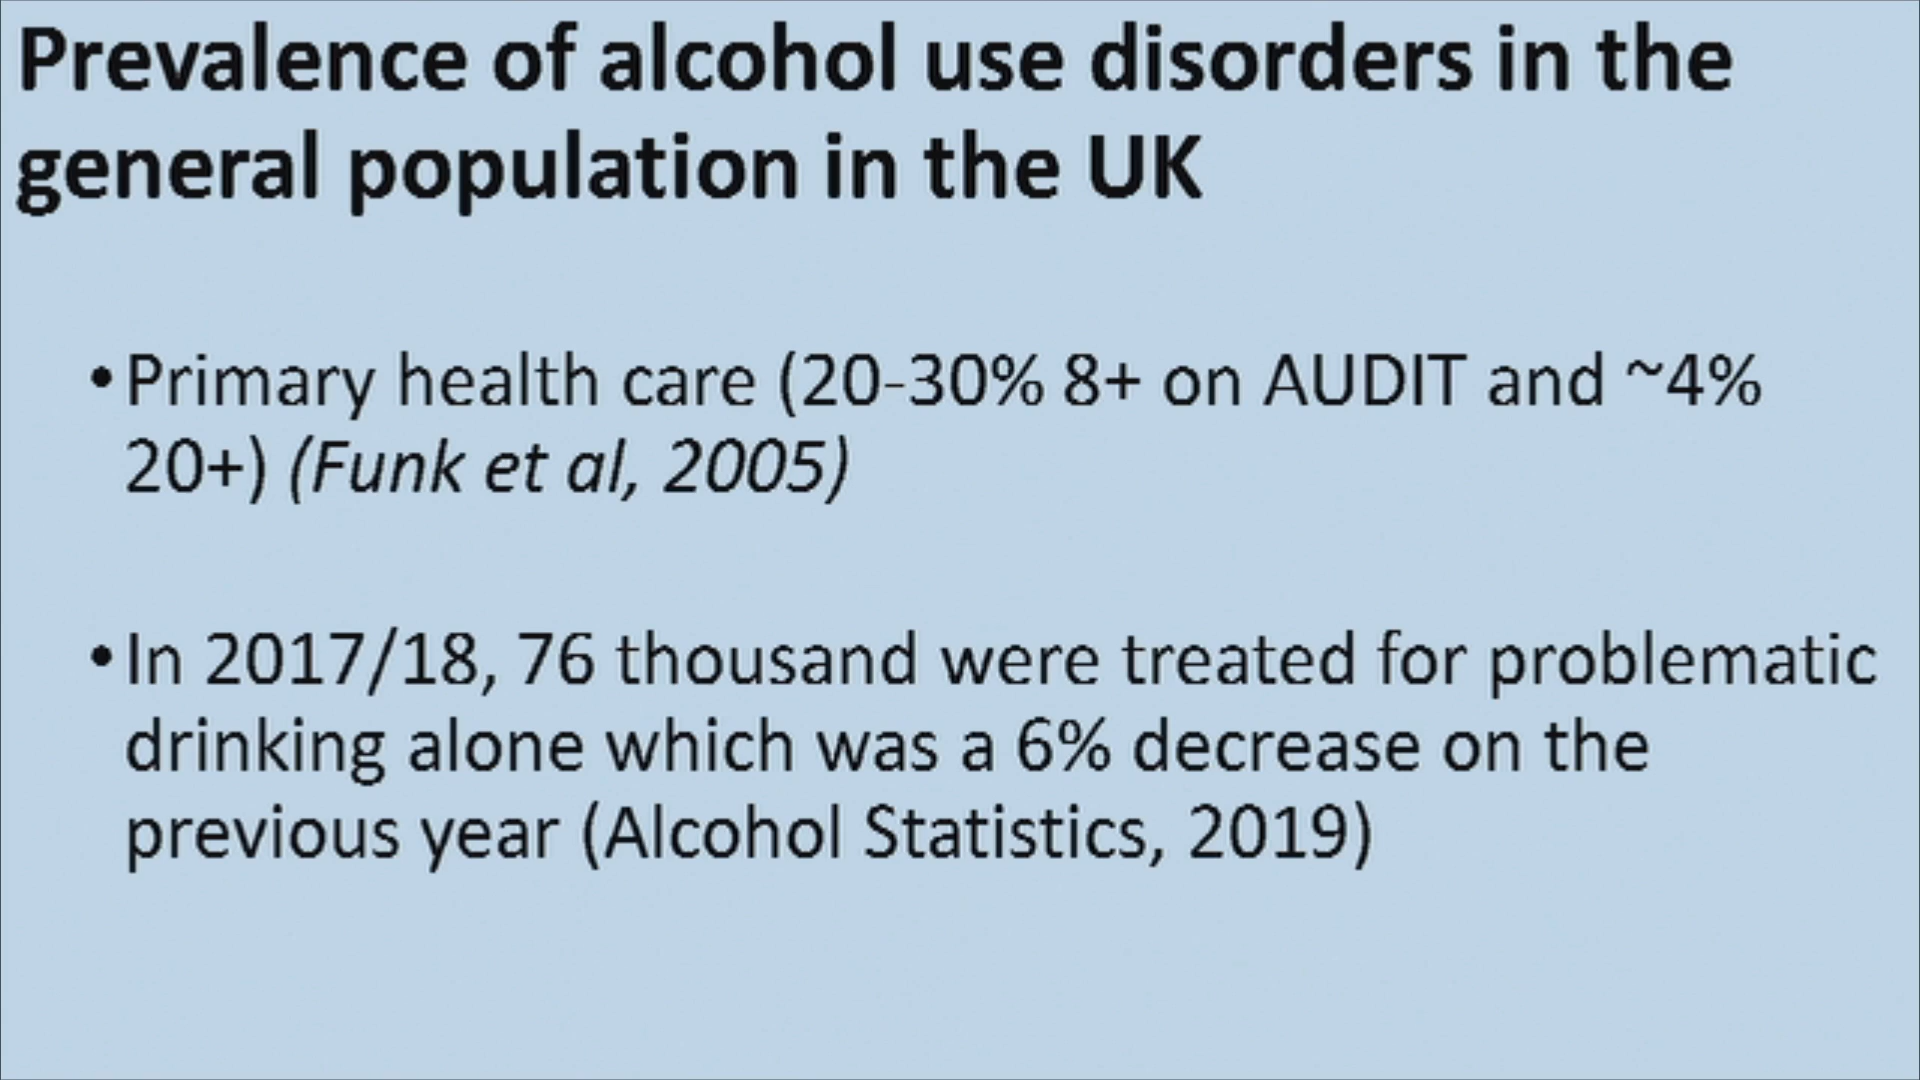 Prevalence of alcohol use disorders in the
general population in the UK
•Primary health care (20-30% 8+ on AUDIT and ~4%
20+) (Funk et al, 2005)
•In 2017/18, 76 thousand were treated for problematic
drinking alone which was a 6% decrease on the
previous year (Alcohol Statistics, 2019)